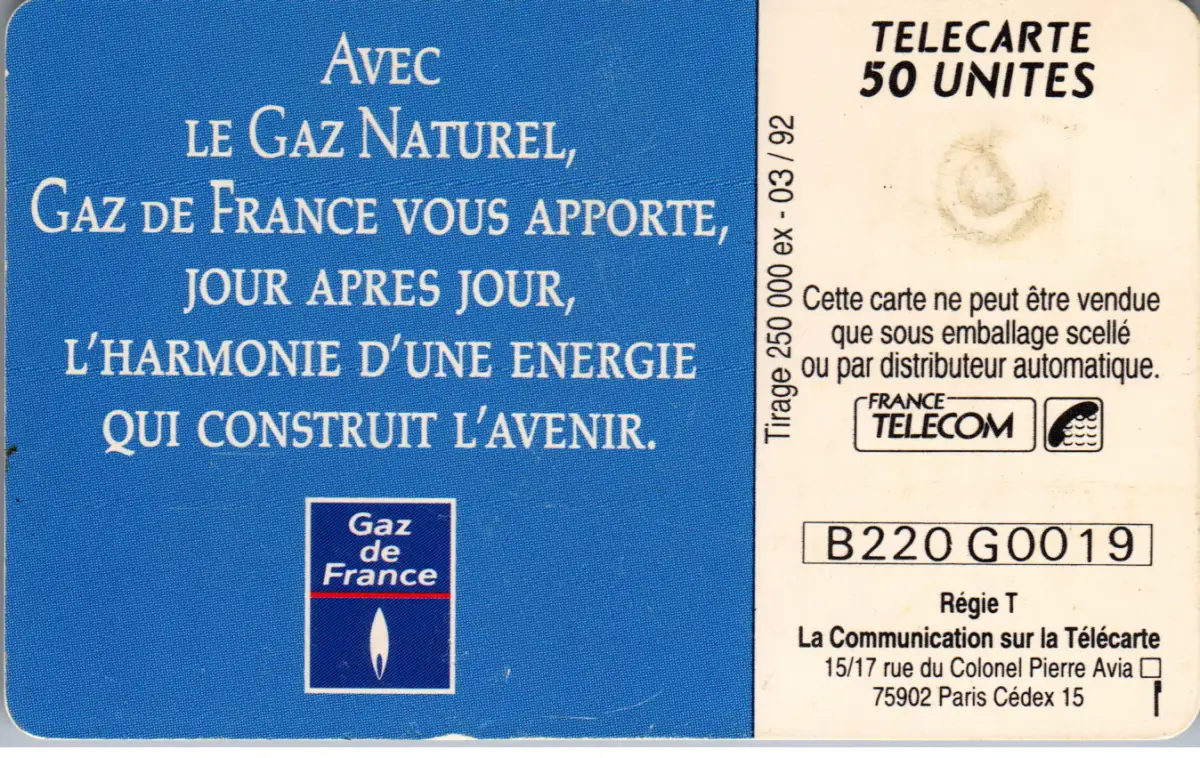 AVEC
LE GAZ NATUREL,
GAZ DE FRANCE VOUS APPORTE,
JOUR APRES JOUR,
L'HARMONIE D'UNE ENERGIE
QUI CONSTRUIT L'AVENIR.
Gaz
de
France
Tirage 250 000 ex - 03 / 92
TELECARTE
50 UNITES
Cette carte ne peut être vendue
que sous emballage scellé
ou par distributeur automatique.
FRANCE
TELECOM
B220G0019
Régie T
La Communication sur la Télécarte
15/17 rue du Colonel Pierre Avia
75902 Paris Cédex 15